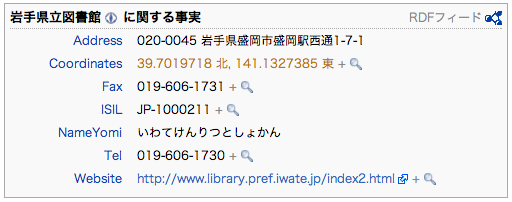 岩手県立図書館 に関する事実 RDFフィード
Address 020-0045 岩手県盛岡市盛岡駅西通1-7-1
Coordinates 39.7019718 北, 141.1327385 東 +
Fax 019-606-1731 +
ISIL JP-1000211 +
NameYomi いわてけんりつとしょかん
Tel 019-606-1730 +
Website http://www.library.pref.iwate.jp/index2.html +